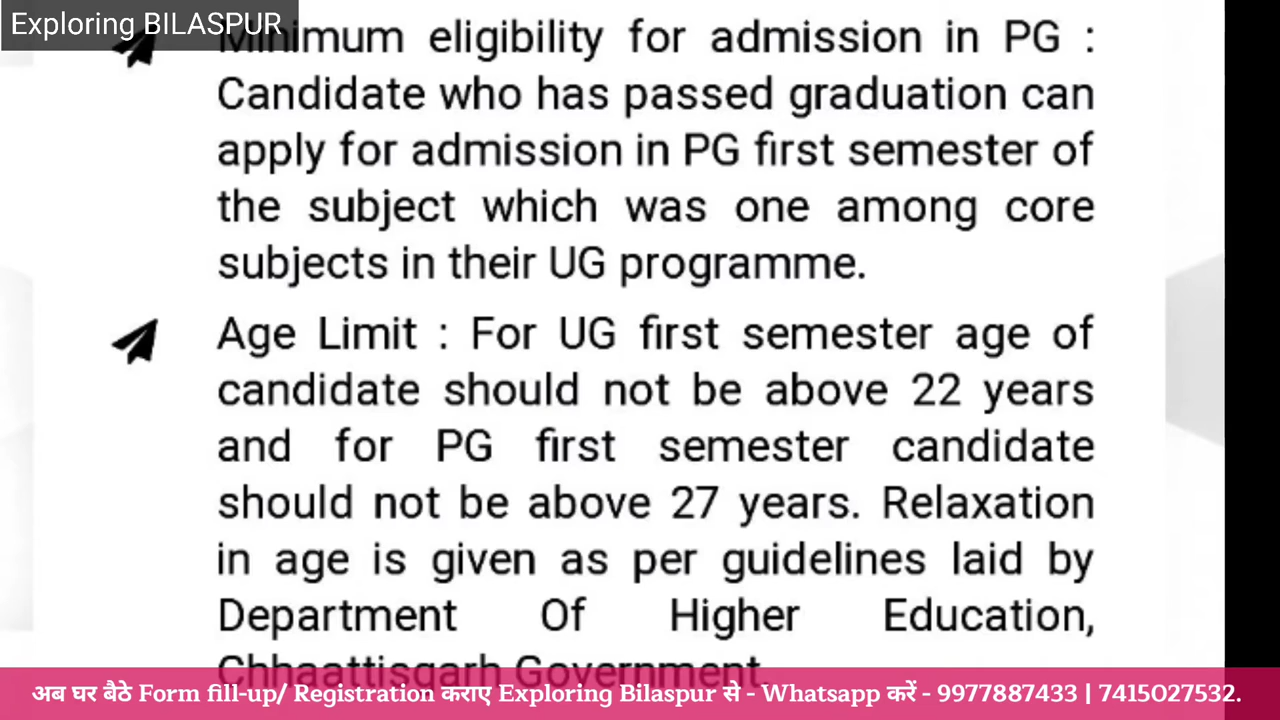 Exploring BILASPUR
Minimum eligibility for admission in PG :
Candidate who has passed graduation can
apply for admission in PG first semester of
the subject which was one among core
subjects in their UG programme.
Age Limit : For UG first semester age of
candidate should not be above 22 years
and for PG first semester candidate
should not be above 27 years. Relaxation
in age is given as per guidelines laid by
Department Of Higher Education,
Chhaattisgarh Government.
अब घर बैठे Form fill-up/ Registration कराए Exploring Bilaspur से - Whatsapp करें - 9977887433 | 7415027532.